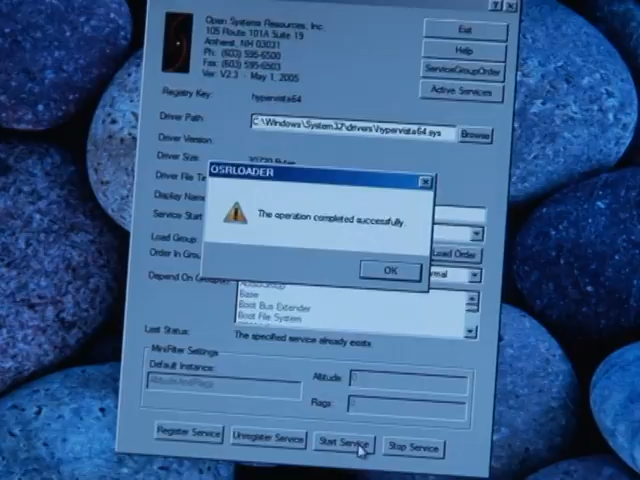 Open Systems Resources, Inc.
105 Route 101A Suite 19
Amherst, NH 03031
Ph: (603) 595-6500
Fax: (603) 595-6503
Ver: V2.3 - May 1, 2005
Exit
Help
ServiceGroupOrder
Active Services
Registry Key:
hypervista64
Driver Path:
C:\Windows\System32\drivers\hypervista64.sys
Browse
Driver Version:
Driver Size:
Bytes
Driver File
Display Name
Service Start
Load Group:
Order In
Load Order
Depend On
OSRLOADER
The operation completed successfully.
OK
Base
Boot Bus Extender
Boot File System
Last Status:
The specified service already exists
MiniFilter Settings
Default Instance:
AltitudeAndFlags
Altitude:
Flags:
Register Service
Unregister Service
Start Service
Stop Service